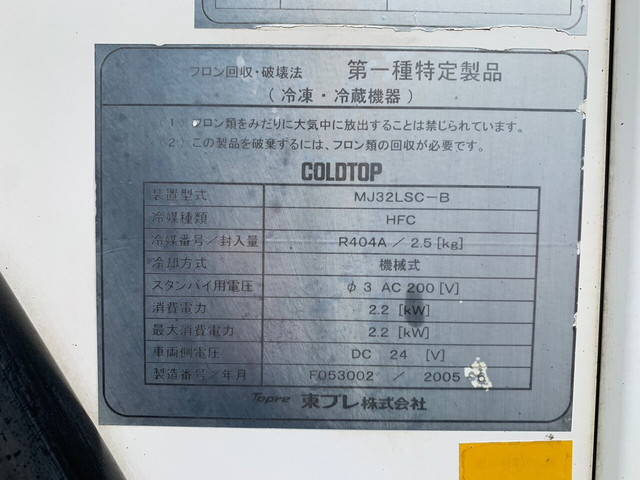 フロン回収・破壊法 第一種特定製品
(冷凍・冷蔵機器)
1) フロン類をみだりに大気中に放出することは禁じられています。
2) この製品を破棄するには、フロン類の回収が必要です。
COLDTOP
装置型式 MJ32LSC-B
冷媒種類 HFC
冷媒番号/封入量 R404A / 2.5 [kg]
冷却方式 機械式
スタンバイ用電圧 φ3 AC 200 [V]
消費電力 2.2 [kW]
最大消費電力 2.2 [kW]
車両側電圧 DC 24 [V]
製造番号/年月 F053002 / 2005
Topre 東プレ株式会社